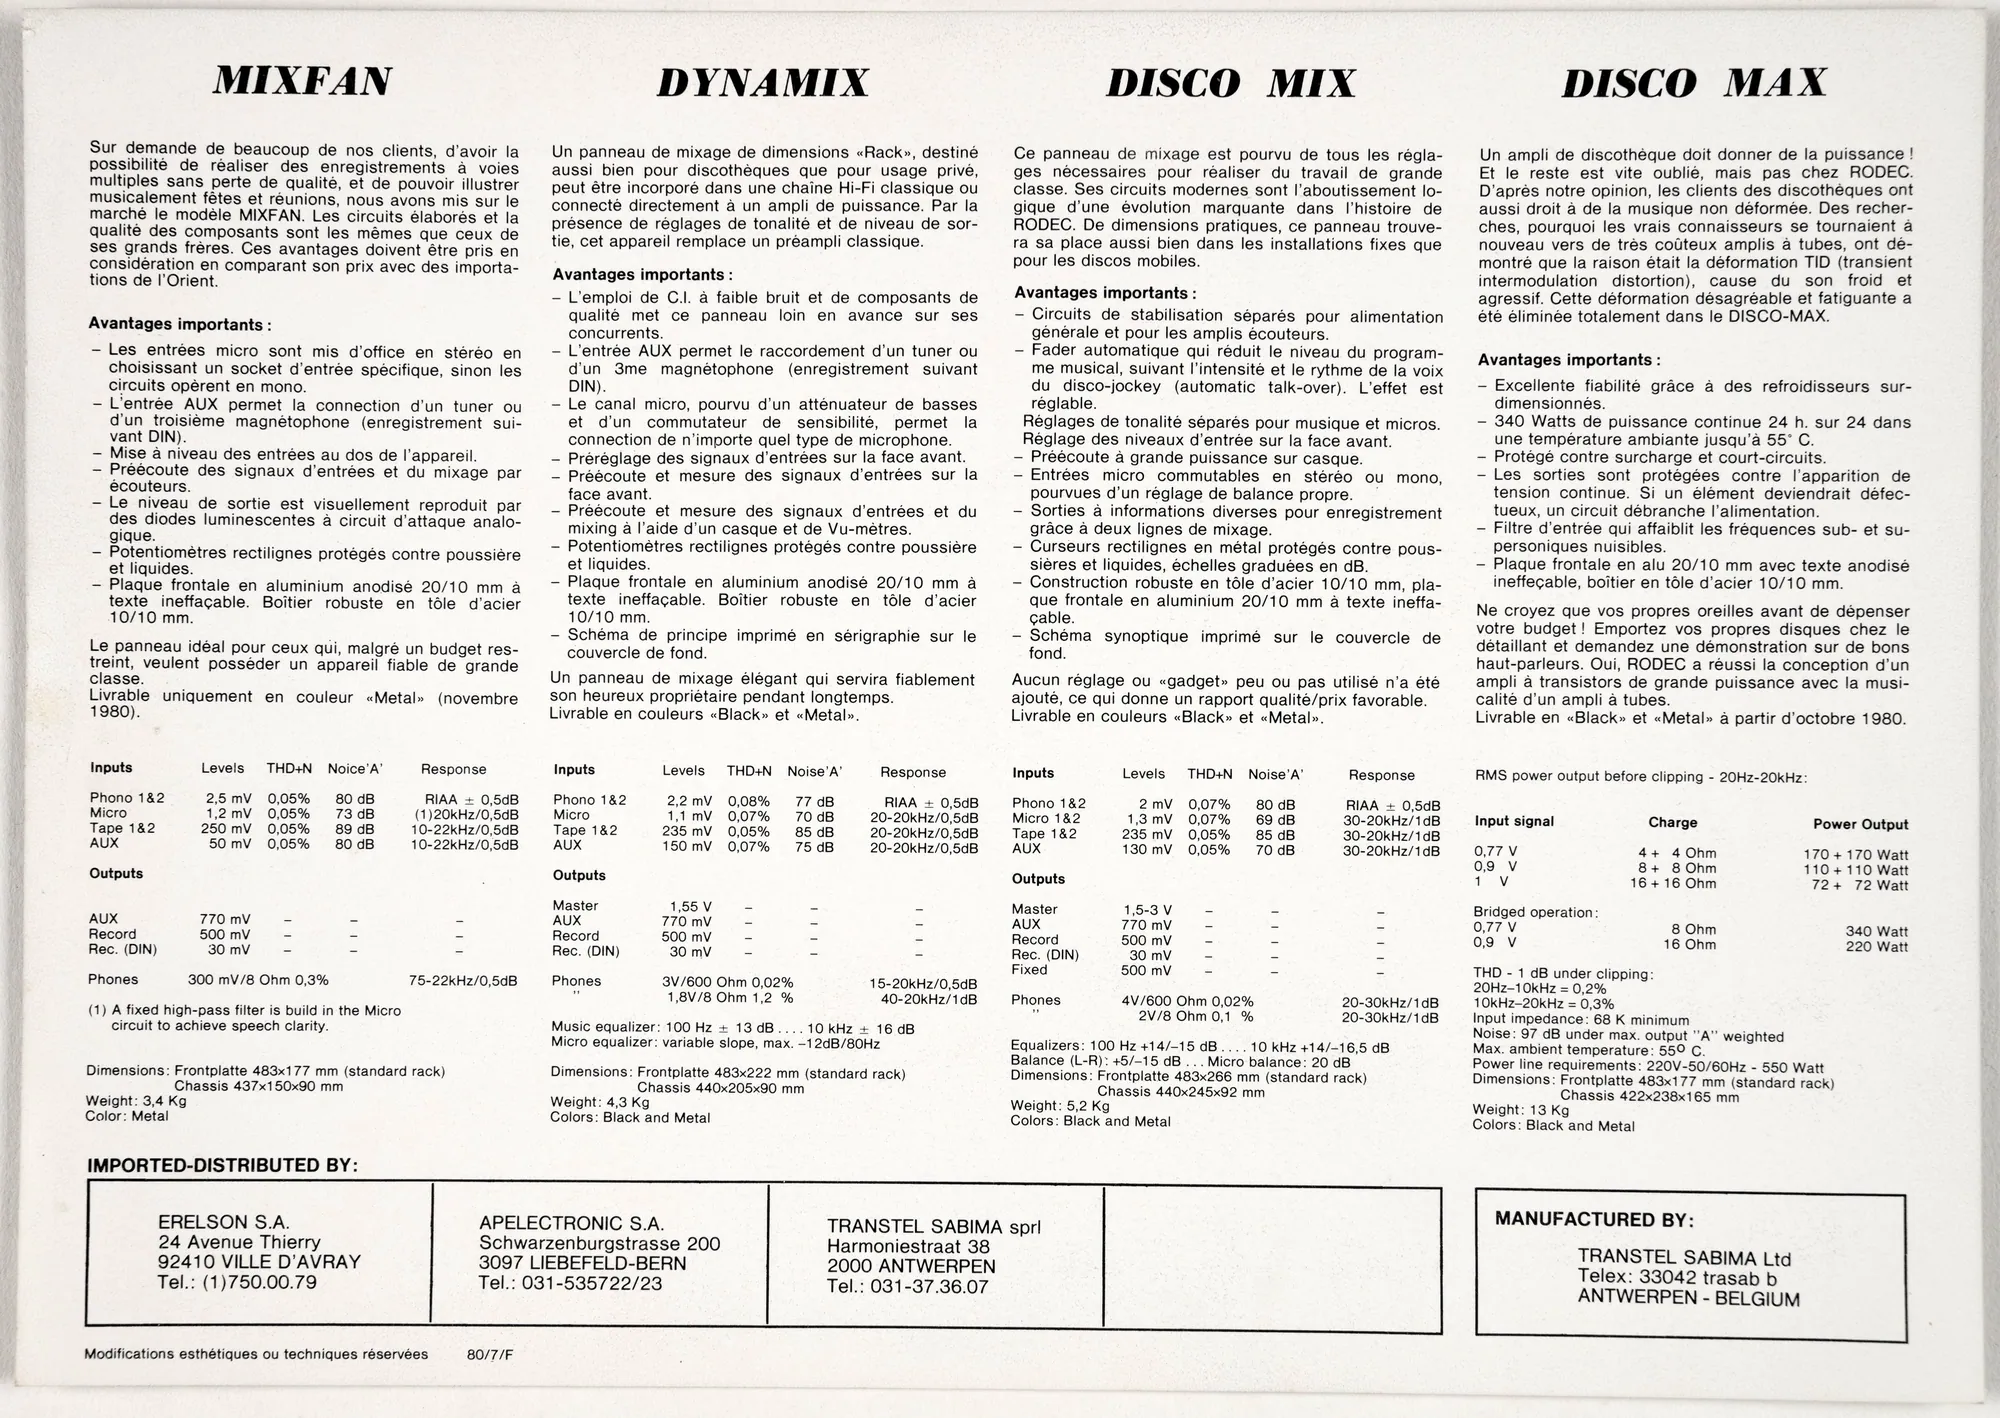 MIXFAN
Sur demande de beaucoup de nos clients, d'avoir la
possibilité de réaliser des enregistrements à voies
multiples sans perte de qualité, et de pouvoir illustrer
musicalement fêtes et réunions, nous avons mis sur le
marché le modèle MIXFAN. Les circuits élaborés et la
qualité des composants sont les mêmes que ceux de
ses grands frères. Ces avantages doivent être pris en
considération en comparant son prix avec des importa-
tions de l'Orient.
Avantages importants :
– Les entrées micro sont mis d'office en stéréo en
choisissant un socket d'entrée spécifique, sinon les
circuits opèrent en mono.
– L'entrée AUX permet la connection d'un tuner ou
d'un troisième magnétophone (enregistrement sui-
vant DIN).
– Mise à niveau des entrées au dos de l'appareil.
– Préécoute des signaux d'entrées et du mixage par
écouteurs.
– Le niveau de sortie est visuellement reproduit par
des diodes luminescentes à circuit d'attaque analo-
gique.
– Potentiomètres rectilignes protégés contre poussière
et liquides.
– Plaque frontale en aluminium anodisé 20/10 mm à
texte ineffaçable. Boîtier robuste en tôle d'acier
10/10 mm.
Le panneau idéal pour ceux qui, malgré un budget res-
treint, veulent posséder un appareil fiable de grande
classe.
Livrable uniquement en couleur «Metal» (novembre
1980).
Inputs Levels THD+N Noice'A' Response
Phono 1&2 2,5 mV 0,05% 80 dB RIAA ± 0,5dB
Micro 1,2 mV 0,05% 73 dB (1)20kHz/0,5dB
Tape 1&2 250 mV 0,05% 89 dB 10-22kHz/0,5dB
AUX 50 mV 0,05% 80 dB 10-22kHz/0,5dB
Outputs
AUX 770 mV – – –
Record 500 mV – – –
Rec. (DIN) 30 mV – – –
Phones 300 mV/8 Ohm 0,3% 75-22kHz/0,5dB
(1) A fixed high-pass filter is build in the Micro
circuit to achieve speech clarity.
Dimensions: Frontplatte 483x177 mm (standard rack)
Chassis 437x150x90 mm
Weight: 3,4 Kg
Color: Metal
DYNAMIX
Un panneau de mixage de dimensions «Rack», destiné
aussi bien pour discothèques que pour usage privé,
peut être incorporé dans une chaîne Hi-Fi classique ou
connecté directement à un ampli de puissance. Par la
présence de réglages de tonalité et de niveau de sor-
tie, cet appareil remplace un préampli classique.
Avantages importants :
– L'emploi de C.I. à faible bruit et de composants de
qualité met ce panneau loin en avance sur ses
concurrents.
– L'entrée AUX permet le raccordement d'un tuner ou
d'un 3me magnétophone (enregistrement suivant
DIN).
– Le canal micro, pourvu d'un atténuateur de basses
et d'un commutateur de sensibilité, permet la
connection de n'importe quel type de microphone.
– Préréglage des signaux d'entrées sur la face avant.
– Préécoute et mesure des signaux d'entrées sur la
face avant.
– Préécoute et mesure des signaux d'entrées et du
mixing à l'aide d'un casque et de Vu-mètres.
– Potentiomètres rectilignes protégés contre poussière
et liquides.
– Plaque frontale en aluminium anodisé 20/10 mm à
texte ineffaçable. Boîtier robuste en tôle d'acier
10/10 mm.
– Schéma de principe imprimé en sérigraphie sur le
couvercle de fond.
Un panneau de mixage élégant qui servira fiablement
son heureux propriétaire pendant longtemps.
Livrable en couleurs «Black» et «Metal».
Inputs Levels THD+N Noise'A' Response
Phono 1&2 2,2 mV 0,08% 77 dB RIAA ± 0,5dB
Micro 1,1 mV 0,07% 70 dB 20-20kHz/0,5dB
Tape 1&2 235 mV 0,05% 85 dB 20-20kHz/0,5dB
AUX 150 mV 0,07% 75 dB 20-20kHz/0,5dB
Outputs
Master 1,55 V – – –
AUX 770 mV – – –
Record 500 mV – – –
Rec. (DIN) 30 mV – – –
Phones 3V/600 Ohm 0,02% 15-20kHz/0,5dB
" 1,8V/8 Ohm 1,2 % 40-20kHz/1dB
Music equalizer: 100 Hz ± 13 dB .... 10 kHz ± 16 dB
Micro equalizer: variable slope, max. –12dB/80Hz
Dimensions: Frontplatte 483x222 mm (standard rack)
Chassis 440x205x90 mm
Weight: 4,3 Kg
Colors: Black and Metal
DISCO MIX
Ce panneau de mixage est pourvu de tous les régla-
ges nécessaires pour réaliser du travail de grande
classe. Ses circuits modernes sont l'aboutissement lo-
gique d'une évolution marquante dans l'histoire de
RODEC. De dimensions pratiques, ce panneau trouve-
ra sa place aussi bien dans les installations fixes que
pour les discos mobiles.
Avantages importants :
– Circuits de stabilisation séparés pour alimentation
générale et pour les amplis écouteurs.
– Fader automatique qui réduit le niveau du program-
me musical, suivant l'intensité et le rythme de la voix
du disco-jockey (automatic talk-over). L'effet est
réglable.
Réglages de tonalité séparés pour musique et micros.
Réglage des niveaux d'entrée sur la face avant.
– Préécoute à grande puissance sur casque.
– Entrées micro commutables en stéréo ou mono,
pourvues d'un réglage de balance propre.
– Sorties à informations diverses pour enregistrement
grâce à deux lignes de mixage.
– Curseurs rectilignes en métal protégés contre pous-
sières et liquides, échelles graduées en dB.
– Construction robuste en tôle d'acier 10/10 mm, pla-
que frontale en aluminium 20/10 mm à texte ineffa-
çable.
– Schéma synoptique imprimé sur le couvercle de
fond.
Aucun réglage ou «gadget» peu ou pas utilisé n'a été
ajouté, ce qui donne un rapport qualité/prix favorable.
Livrable en couleurs «Black» et «Metal».
Inputs Levels THD+N Noise'A' Response
Phono 1&2 2 mV 0,07% 80 dB RIAA ± 0,5dB
Micro 1&2 1,3 mV 0,07% 69 dB 30-20kHz/1dB
Tape 1&2 235 mV 0,05% 85 dB 30-20kHz/1dB
AUX 130 mV 0,05% 70 dB 30-20kHz/1dB
Outputs
Master 1,5-3 V – – –
AUX 770 mV – – –
Record 500 mV – – –
Rec. (DIN) 30 mV – – –
Fixed 500 mV – – –
Phones 4V/600 Ohm 0,02% 20-30kHz/1dB
" 2V/8 Ohm 0,1 % 20-30kHz/1dB
Equalizers: 100 Hz +14/–15 dB .... 10 kHz +14/–16,5 dB
Balance (L-R): +5/–15 dB ... Micro balance: 20 dB
Dimensions: Frontplatte 483x266 mm (standard rack)
Chassis 440x245x92 mm
Weight: 5,2 Kg
Colors: Black and Metal
DISCO MAX
Un ampli de discothèque doit donner de la puissance !
Et le reste est vite oublié, mais pas chez RODEC.
D'après notre opinion, les clients des discothèques ont
aussi droit à de la musique non déformée. Des recher-
ches, pourquoi les vrais connaisseurs se tournaient à
nouveau vers de très coûteux amplis à tubes, ont dé-
montré que la raison était la déformation TID (transient
intermodulation distortion), cause du son froid et
agressif. Cette déformation désagréable et fatiguante a
été éliminée totalement dans le DISCO-MAX.
Avantages importants :
– Excellente fiabilité grâce à des refroidisseurs sur-
dimensionnés.
– 340 Watts de puissance continue 24 h. sur 24 dans
une température ambiante jusqu'à 55° C.
– Protégé contre surcharge et court-circuits.
– Les sorties sont protégées contre l'apparition de
tension continue. Si un élément deviendrait défec-
tueux, un circuit débranche l'alimentation.
– Filtre d'entrée qui affaiblit les fréquences sub- et su-
personiques nuisibles.
– Plaque frontale en alu 20/10 mm avec texte anodisé
ineffeçable, boîtier en tôle d'acier 10/10 mm.
Ne croyez que vos propres oreilles avant de dépenser
votre budget ! Emportez vos propres disques chez le
détaillant et demandez une démonstration sur de bons
haut-parleurs. Oui, RODEC a réussi la conception d'un
ampli à transistors de grande puissance avec la musi-
calité d'un ampli à tubes.
Livrable en «Black» et «Metal» à partir d'octobre 1980.
RMS power output before clipping - 20Hz-20kHz:
Input signal Charge Power Output
0,77 V 4 + 4 Ohm 170 + 170 Watt
0,9 V 8 + 8 Ohm 110 + 110 Watt
1 V 16 + 16 Ohm 72 + 72 Watt
Bridged operation:
0,77 V 8 Ohm 340 Watt
0,9 V 16 Ohm 220 Watt
THD - 1 dB under clipping:
20Hz–10kHz = 0,2%
10kHz–20kHz = 0,3%
Input impedance: 68 K minimum
Noise: 97 dB under max. output "A" weighted
Max. ambient temperature: 55º C.
Power line requirements: 220V-50/60Hz - 550 Watt
Dimensions: Frontplatte 483x177 mm (standard rack)
Chassis 422x238x165 mm
Weight: 13 Kg
Colors: Black and Metal
IMPORTED-DISTRIBUTED BY:
ERELSON S.A.
24 Avenue Thierry
92410 VILLE D'AVRAY
Tel.: (1)750.00.79
APELECTRONIC S.A.
Schwarzenburgstrasse 200
3097 LIEBEFELD-BERN
Tel.: 031-535722/23
TRANSTEL SABIMA sprl
Harmoniestraat 38
2000 ANTWERPEN
Tel.: 031-37.36.07
MANUFACTURED BY:
TRANSTEL SABIMA Ltd
Telex: 33042 trasab b
ANTWERPEN - BELGIUM
Modifications esthétiques ou techniques réservées 80/7/F